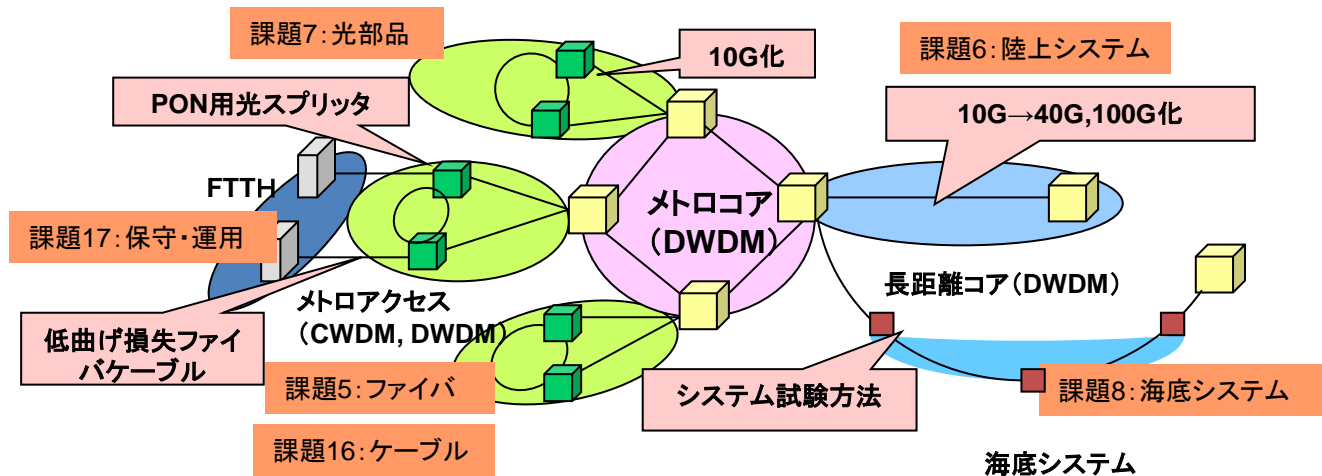 課題7：光部品
10G化
課題6：陸上システム
PON用光スプリッタ
10G→40G,100G化
FTTH
メトロコア
（DWDM）
課題17：保守・運用
長距離コア（DWDM）
メトロアクセス
（CWDM, DWDM）
低曲げ損失ファイ
バケーブル
課題5：ファイバ
システム試験方法
課題8：海底システム
課題16：ケーブル
海底システム